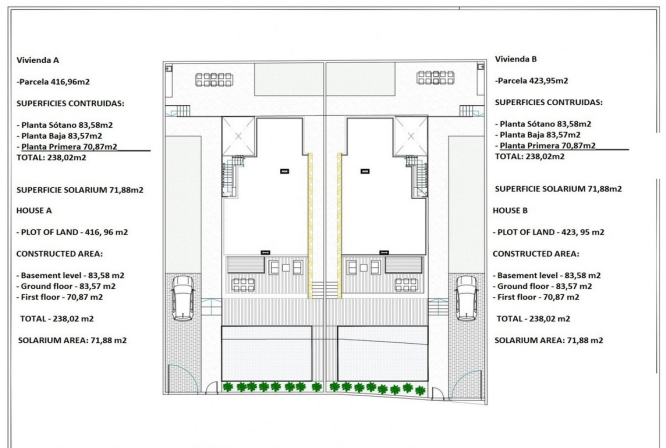 Vivienda A
-Parcela 416,96m2
SUPERFICIES CONTRUIDAS:
- Planta Sótano 83,58m2
- Planta Baja 83,57m2
- Planta Primera 70,87m2
TOTAL: 238,02m2
SUPERFICIE SOLARIUM 71,88m2
HOUSE A
- PLOT OF LAND - 416, 96 m2
CONSTRUCTED AREA:
- Basement level - 83,58 m2
- Ground floor - 83,57 m2
- First floor - 70,87 m2
TOTAL - 238,02 m2
SOLARIUM AREA: 71,88 m2
Vivienda B
-Parcela 423,95m2
SUPERFICIES CONTRUIDAS:
- Planta Sótano 83,58m2
- Planta Baja 83,57m2
- Planta Primera 70,87m2
TOTAL: 238,02m2
SUPERFICIE SOLARIUM 71,88m2
HOUSE B
- PLOT OF LAND - 423, 95 m2
CONSTRUCTED AREA:
- Basement level - 83,58 m2
- Ground floor - 83,57 m2
- First floor - 70,87 m2
TOTAL - 238,02 m2
SOLARIUM AREA: 71,88 m2